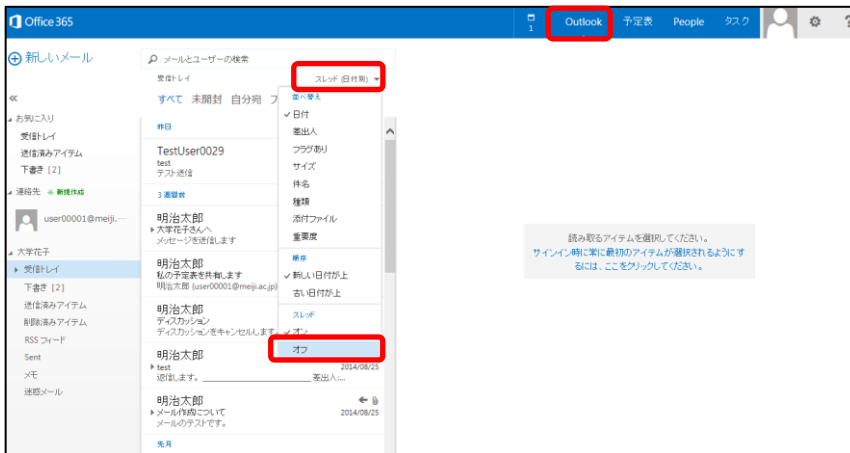 Office 365
1
Outlook
予定表
People
タスク
?
新しいメール
メールとユーザーの検索
受信トレイ
スレッド (日付別)
すべて 未開封 自分宛 フ
お気に入り
受信トレイ
送信済みアイテム
下書き [2]
連絡先 新規作成
user00001@meiji.…
大学花子
受信トレイ
下書き [2]
送信済みアイテム
削除済みアイテム
RSS フィード
Sent
メモ
迷惑メール
昨日
TestUser0029
test
テスト送信
3 週間前
明治太郎
大学花子さんへ
メッセージを送信します
明治太郎
私の予定表を共有します
明治太郎 (user00001@meiji.ac.jp)
明治太郎
ディスカッション
ディスカッションをキャンセルします。
明治太郎
test
2014/08/25
返信します。 差出人:...
明治太郎
メール作成について
2014/08/25
メールのテストです。
先月
並べ替え
日付
差出人
フラグあり
サイズ
件名
種類
添付ファイル
重要度
順序
新しい日付が上
古い日付が上
スレッド
オン
オフ
読み取るアイテムを選択してください。
サインイン時に常に最初のアイテムが選択されるようにす
るには、ここをクリックしてください。